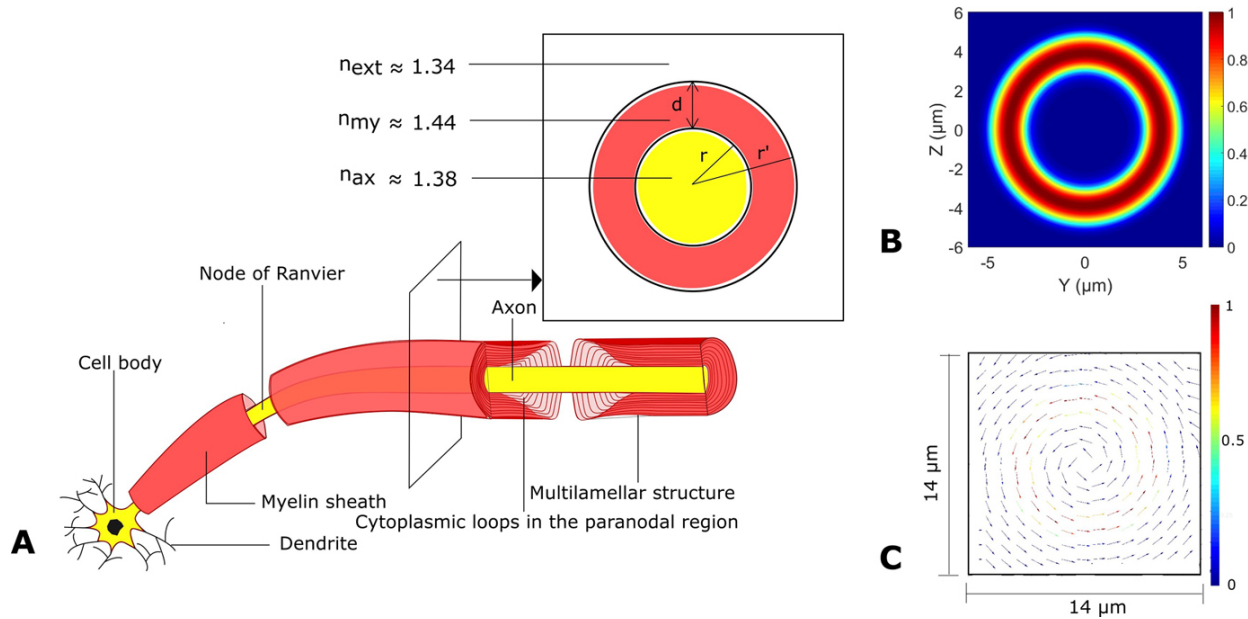 n_ext ≈ 1.34
n_my ≈ 1.44
n_ax ≈ 1.38
d
r
r'
Node of Ranvier
Cell body
Axon
Myelin sheath
Multilamellar structure
Cytoplasmic loops in the paranodal region
Dendrite
A
6
4
2
0
-2
-4
-6
Z (µm)
-5
0
5
Y (µm)
1
0.8
0.6
0.4
0.2
0
B
14 µm
14 µm
1
0.5
0
C